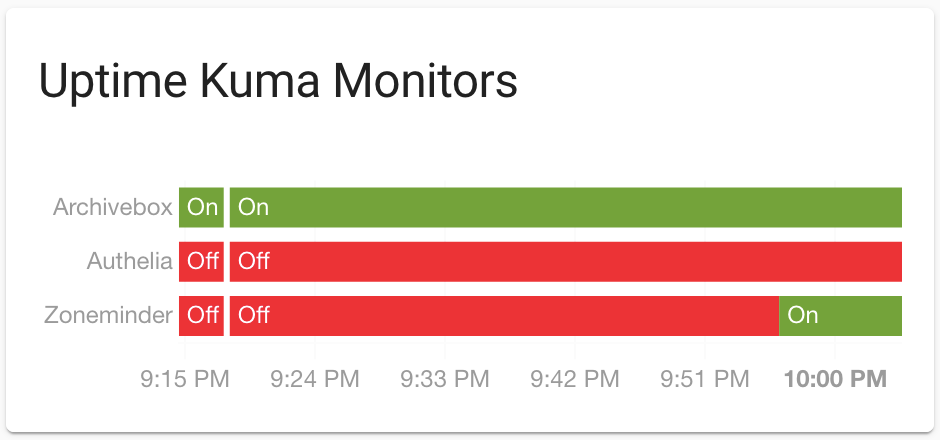 Uptime Kuma Monitors
Archivebox On On
Authelia Off Off
Zoneminder Off Off On
9:15 PM 9:24 PM 9:33 PM 9:42 PM 9:51 PM 10:00 PM